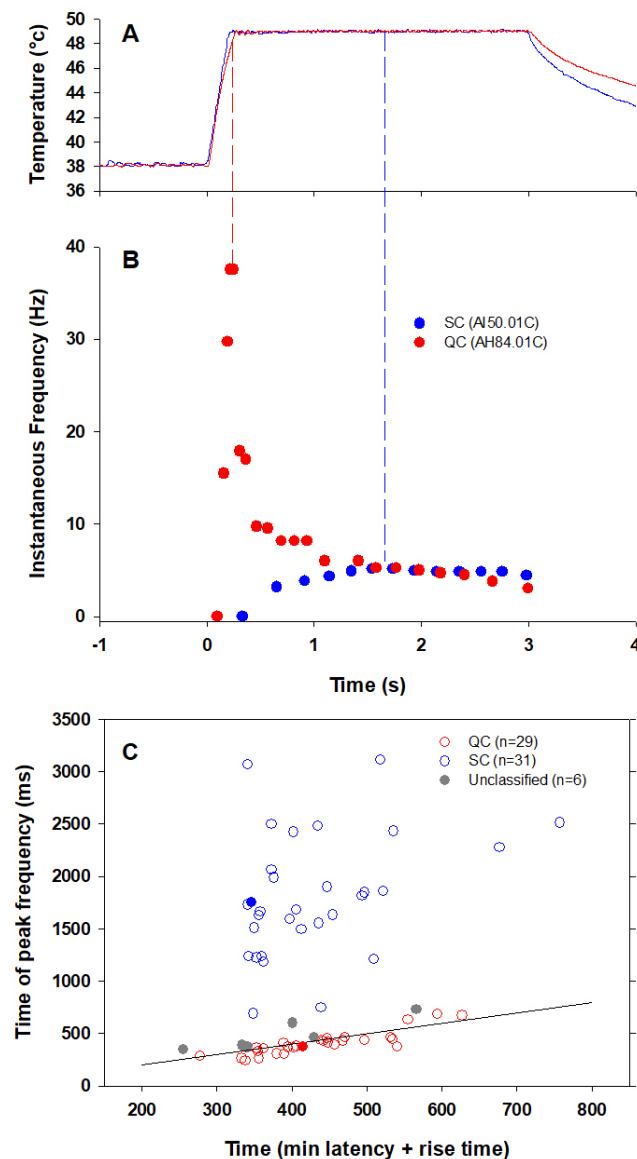 A
Temperature (°c)
50
48
46
44
42
40
38
36
B
Instantaneous Frequency (Hz)
40
30
20
10
0
SC (AI50.01C)
QC (AH84.01C)
-1 0 1 2 3 4
Time (s)
C
Time of peak frequency (ms)
3500
3000
2500
2000
1500
1000
500
0
QC (n=29)
SC (n=31)
Unclassified (n=6)
200 300 400 500 600 700 800
Time (min latency + rise time)